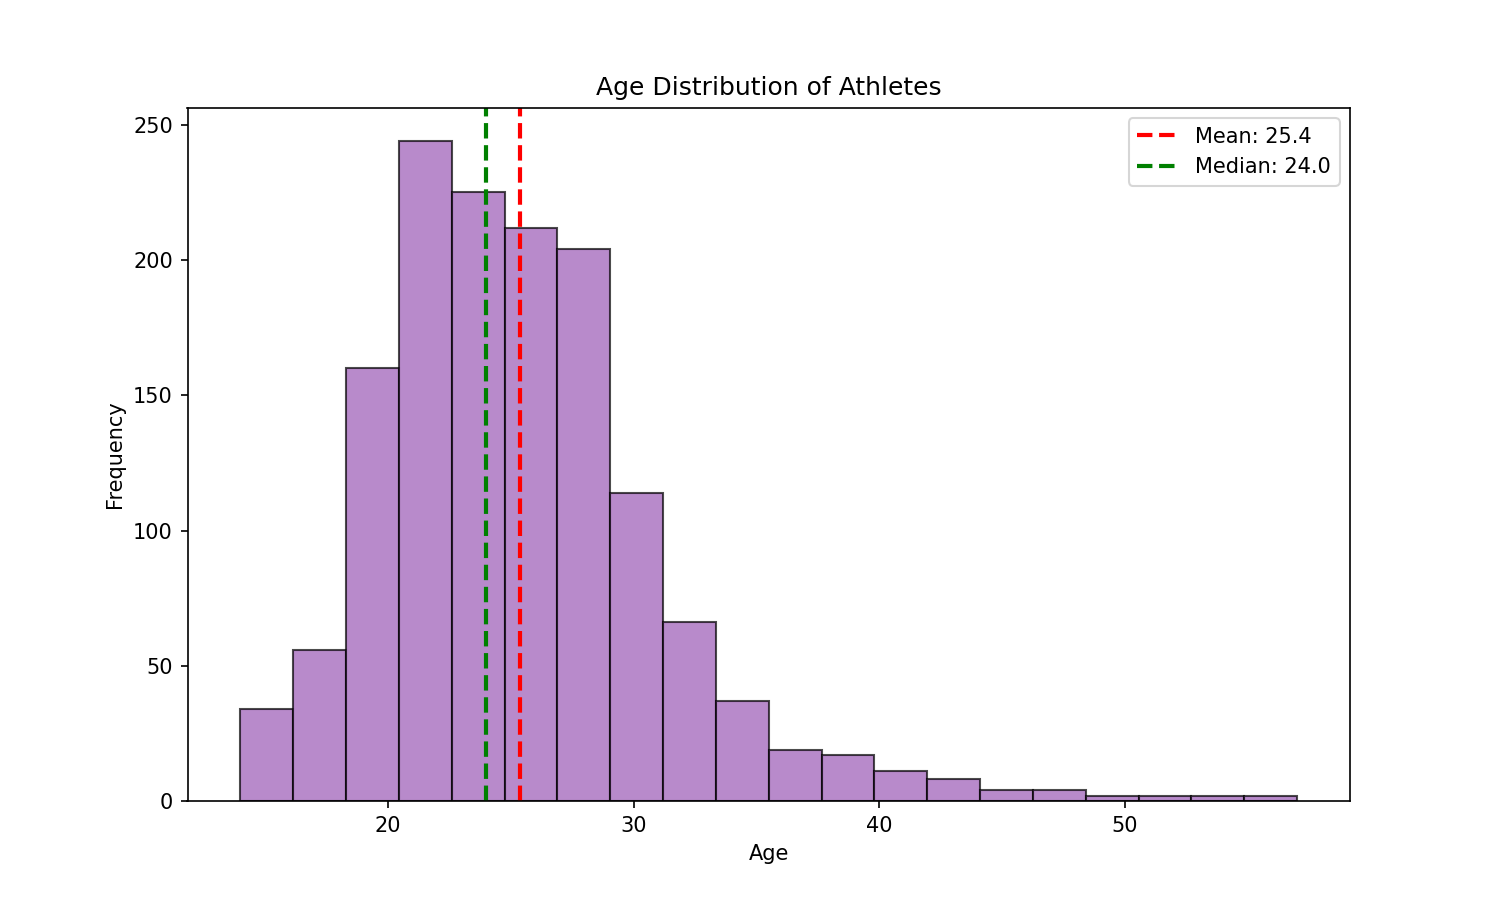 Age Distribution of Athletes
Mean: 25.4
Median: 24.0
250
200
150
100
50
0
Frequency
20 30 40 50
Age